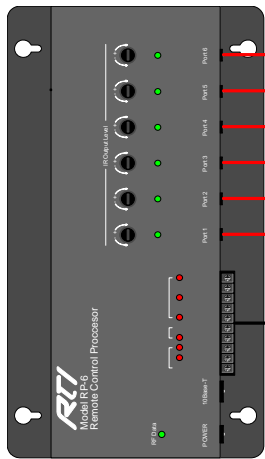 IR Output Level
Port 6
Port 5
Port 4
Port 3
Port 2
Port 1
RTI
Model RP-6
Remote Control Proccesor
RF Data
10Base-T
POWER